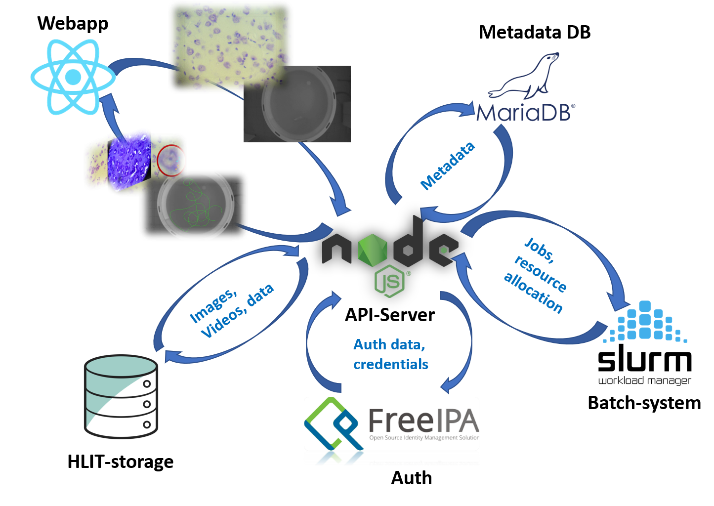 Webapp
Metadata DB
MariaDB®
Metadata
node
JS®
API-Server
Jobs,
resource
allocation
Images,
Videos, data
Auth data,
credentials
slurm
workload manager
Batch-system
FreeIPA
Open Source Identity Management Solution
HLIT-storage
Auth